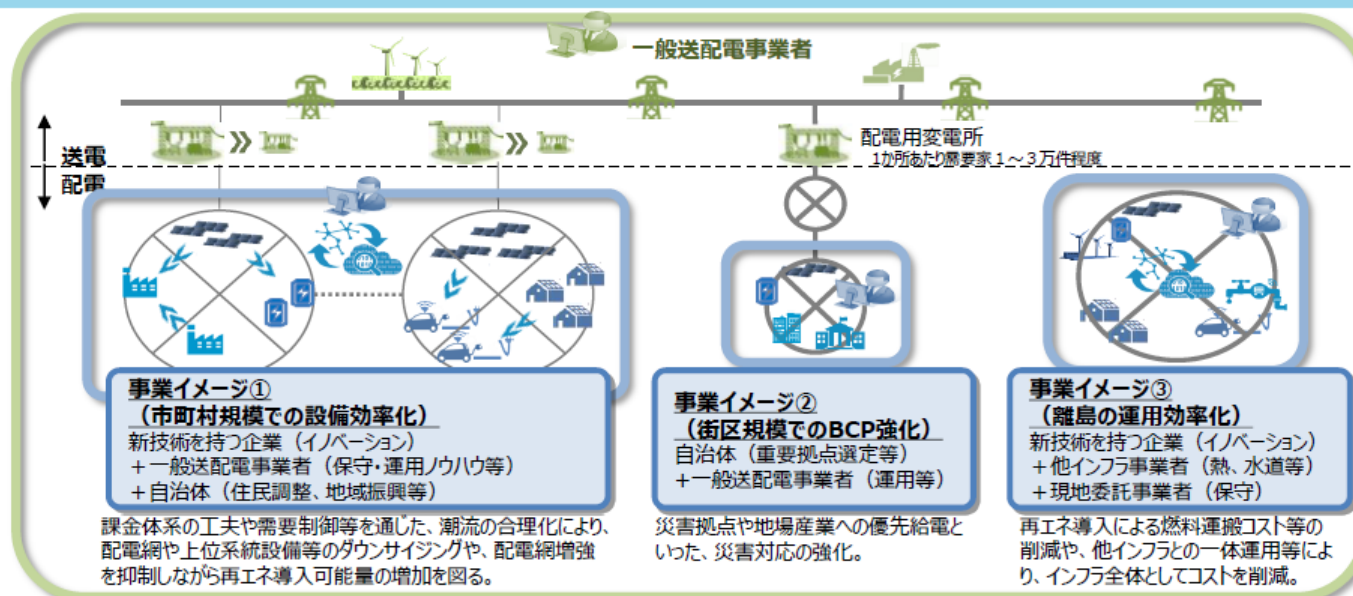 一般送配電事業者
送電
配電
配電用変電所
1か所あたり需要家1～3万件程度
事業イメージ①
（市町村規模での設備効率化）
新技術を持つ企業（イノベーション）
＋一般送配電事業者（保守・運用ノウハウ等）
＋自治体（住民調整、地域振興等）
課金体系の工夫や需要制御等を通じた、潮流の合理化により、
配電網や上位系統設備等のダウンサイジングや、配電網増強
を抑制しながら再エネ導入可能量の増加を図る。
事業イメージ②
（街区規模でのBCP強化）
自治体（重要拠点選定等）
＋一般送配電事業者（運用等）
災害拠点や地場産業への優先給電と
いった、災害対応の強化。
事業イメージ③
（離島の運用効率化）
新技術を持つ企業（イノベーション）
＋他インフラ事業者（熱、水道等）
＋現地委託事業者（保守）
再エネ導入による燃料運搬コスト等の
削減や、他インフラとの一体運用等によ
り、インフラ全体としてコストを削減。